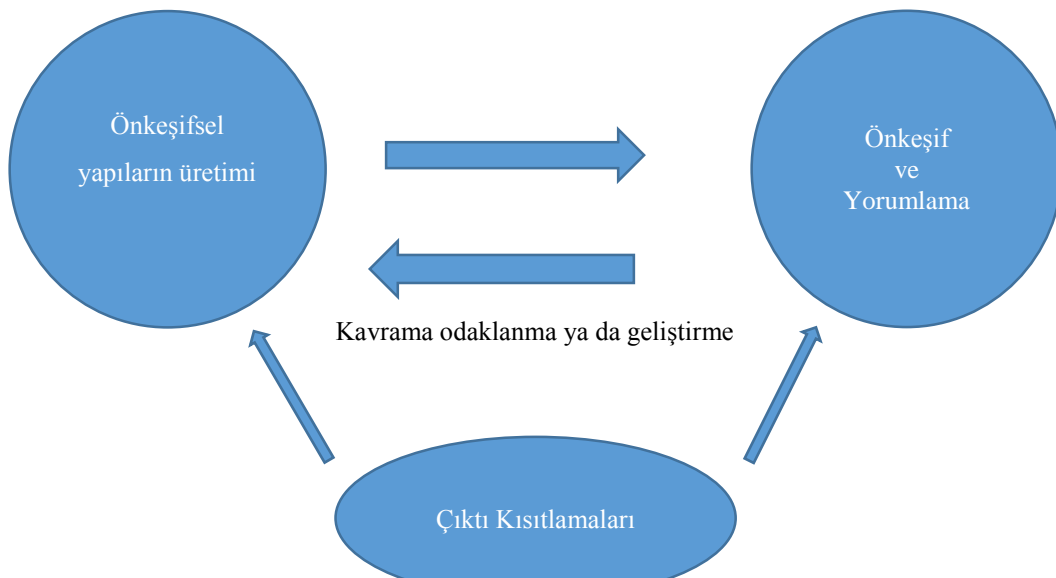 Önkeşifsel
yapıların üretimi
Önkeşif
ve
Yorumlama
Kavrama odaklanma ya da geliştirme
Çıktı Kısıtlamaları